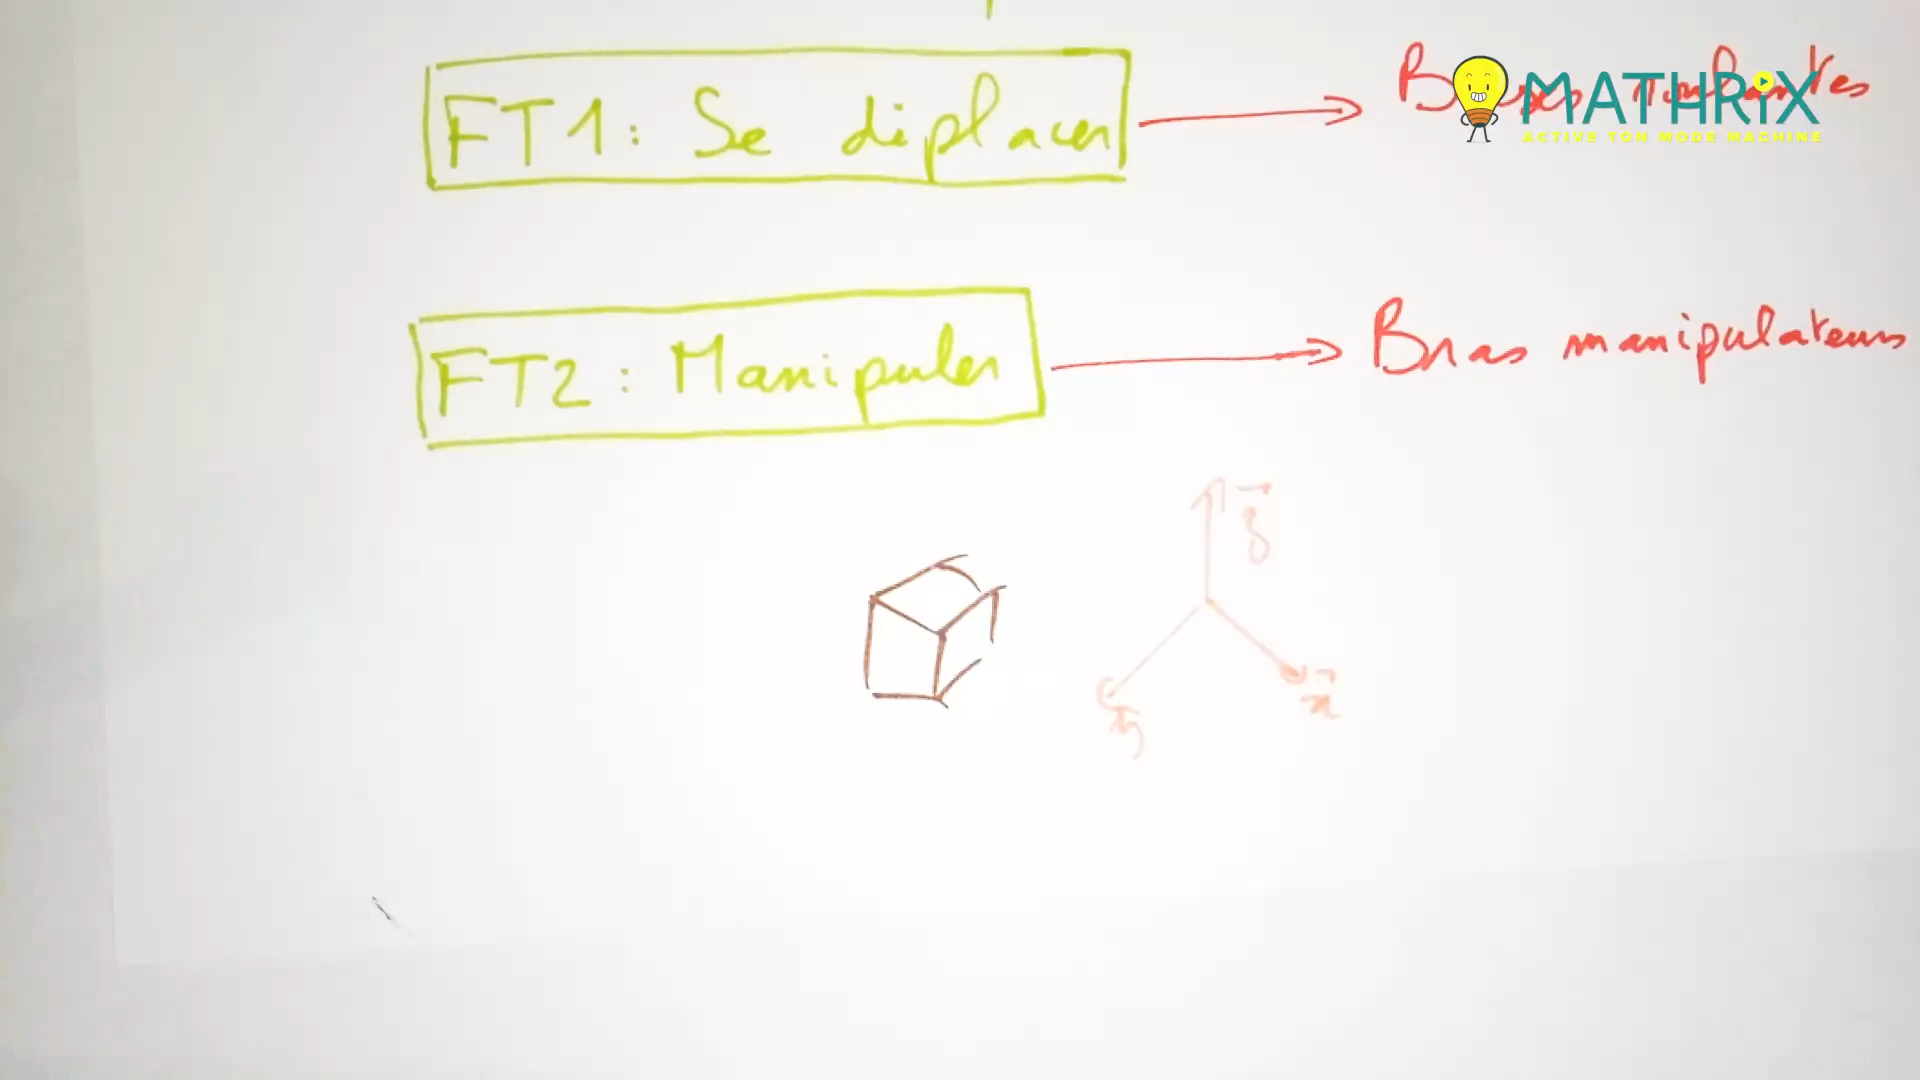 FT1: Se déplacer
MATHRiX
ACTIVE TON MODE MACHINE
FT2: Manipuler
Bras manipulateurs
z
y
x